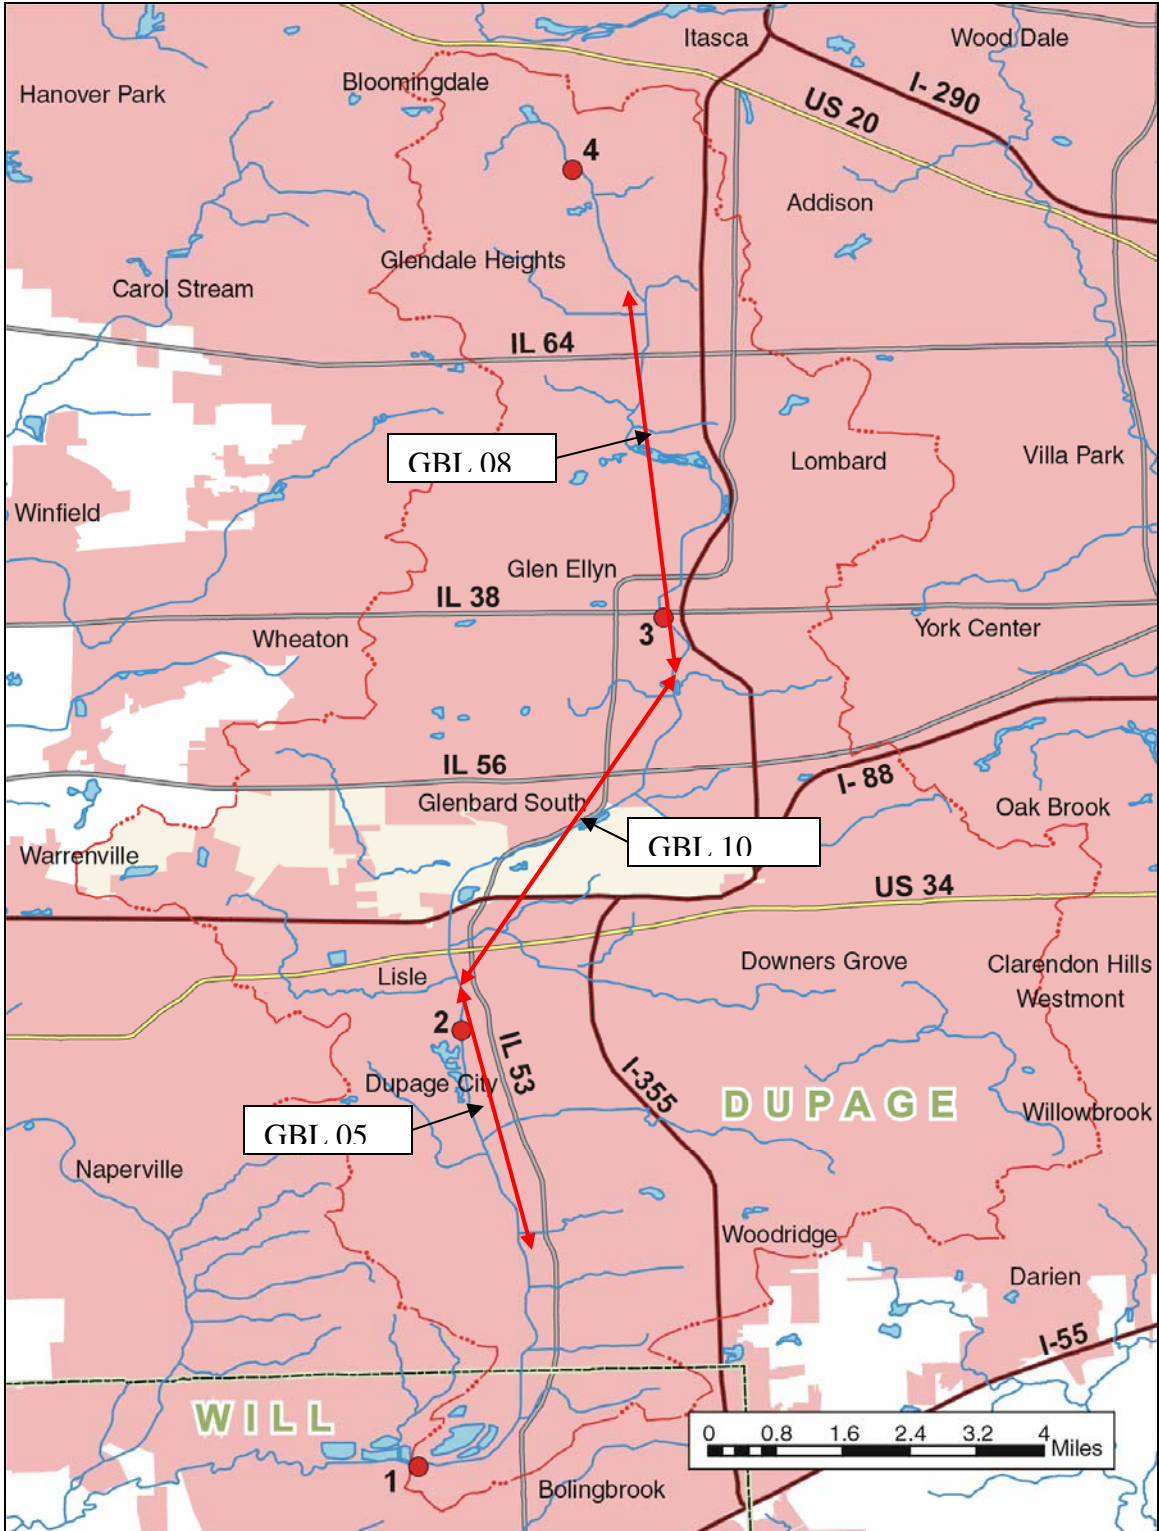 Itasca
Wood Dale
Bloomingdale
Hanover Park
I- 290
US 20
4
Addison
Glendale Heights
Carol Stream
IL 64
GBL 08
Lombard
Villa Park
Winfield
Glen Ellyn
IL 38
3
York Center
Wheaton
IL 56
I- 88
Glenbard South
Oak Brook
GBL 10
Warrenville
US 34
Downers Grove
Clarendon Hills
Lisle
Westmont
2
IL 53
I-355
Dupage City
DUPAGE
Willowbrook
GBL 05
Naperville
Woodridge
Darien
I-55
WILL
0 0.8 1.6 2.4 3.2 4
Miles
1
Bolingbrook